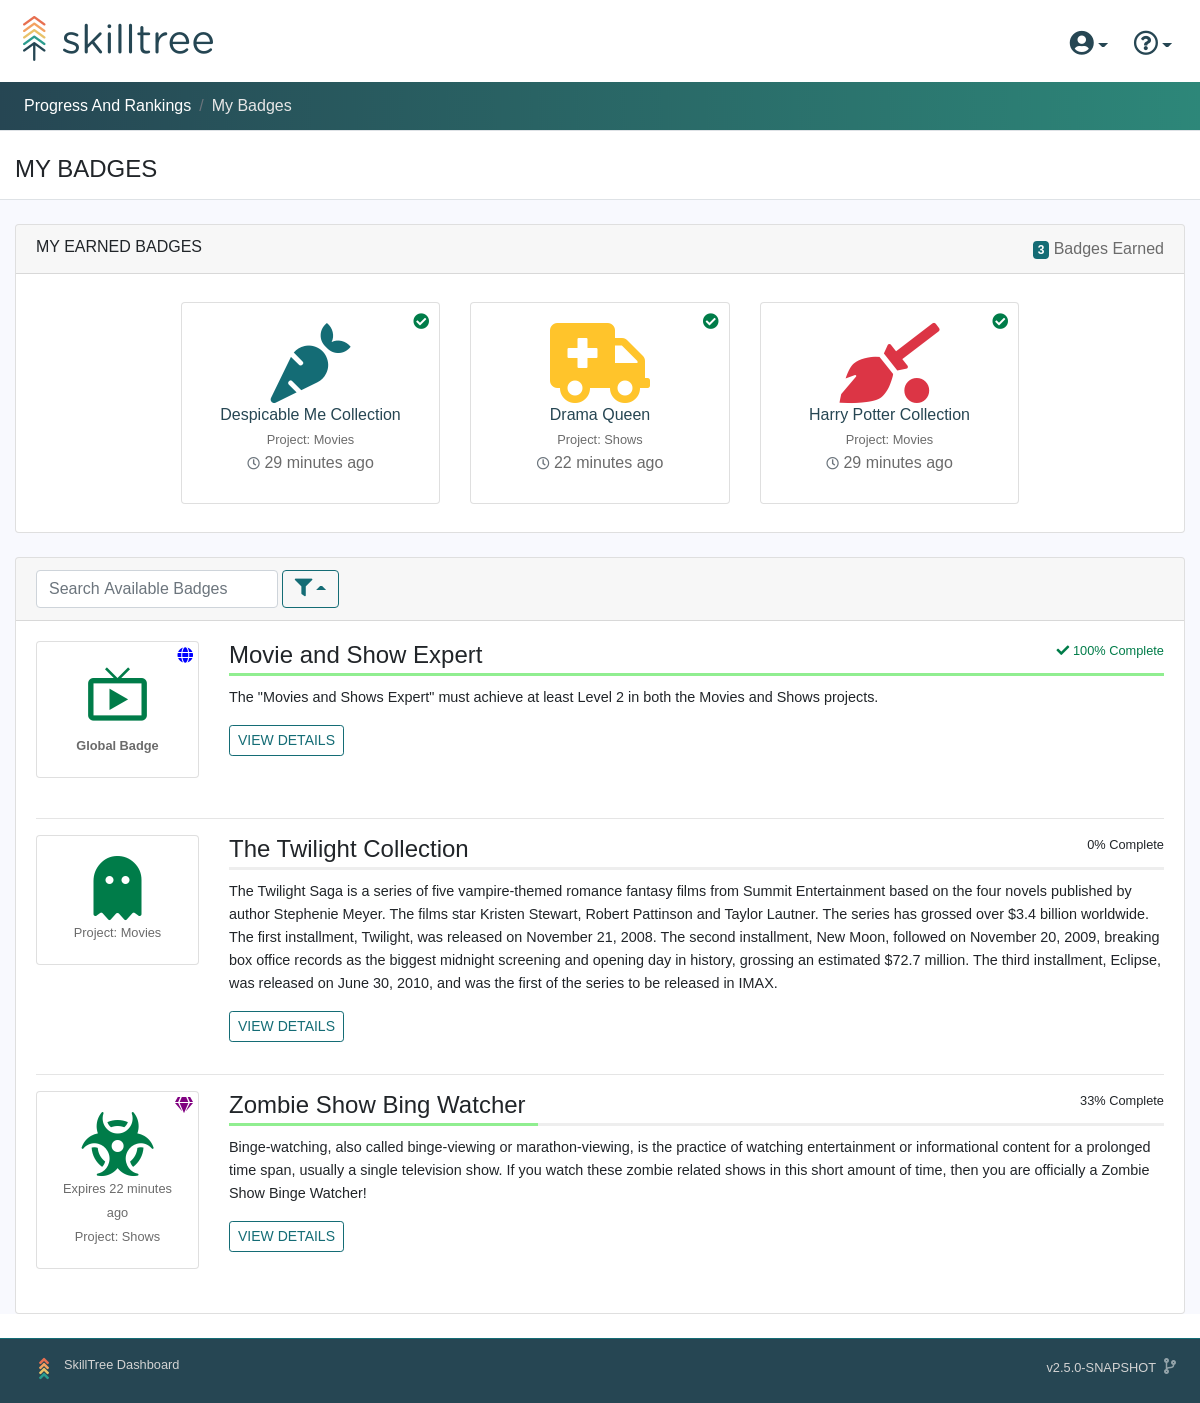 skilltree
Progress And Rankings / My Badges
MY BADGES
MY EARNED BADGES
3 Badges Earned
Despicable Me Collection
Project: Movies
29 minutes ago
Drama Queen
Project: Shows
22 minutes ago
Harry Potter Collection
Project: Movies
29 minutes ago
Search Available Badges
Global Badge
Movie and Show Expert
100% Complete
The "Movies and Shows Expert" must achieve at least Level 2 in both the Movies and Shows projects.
VIEW DETAILS
Project: Movies
The Twilight Collection
0% Complete
The Twilight Saga is a series of five vampire-themed romance fantasy films from Summit Entertainment based on the four novels published by
author Stephenie Meyer. The films star Kristen Stewart, Robert Pattinson and Taylor Lautner. The series has grossed over $3.4 billion worldwide.
The first installment, Twilight, was released on November 21, 2008. The second installment, New Moon, followed on November 20, 2009, breaking
box office records as the biggest midnight screening and opening day in history, grossing an estimated $72.7 million. The third installment, Eclipse,
was released on June 30, 2010, and was the first of the series to be released in IMAX.
VIEW DETAILS
Expires 22 minutes
ago
Project: Shows
Zombie Show Bing Watcher
33% Complete
Binge-watching, also called binge-viewing or marathon-viewing, is the practice of watching entertainment or informational content for a prolonged
time span, usually a single television show. If you watch these zombie related shows in this short amount of time, then you are officially a Zombie
Show Binge Watcher!
VIEW DETAILS
SkillTree Dashboard
v2.5.0-SNAPSHOT